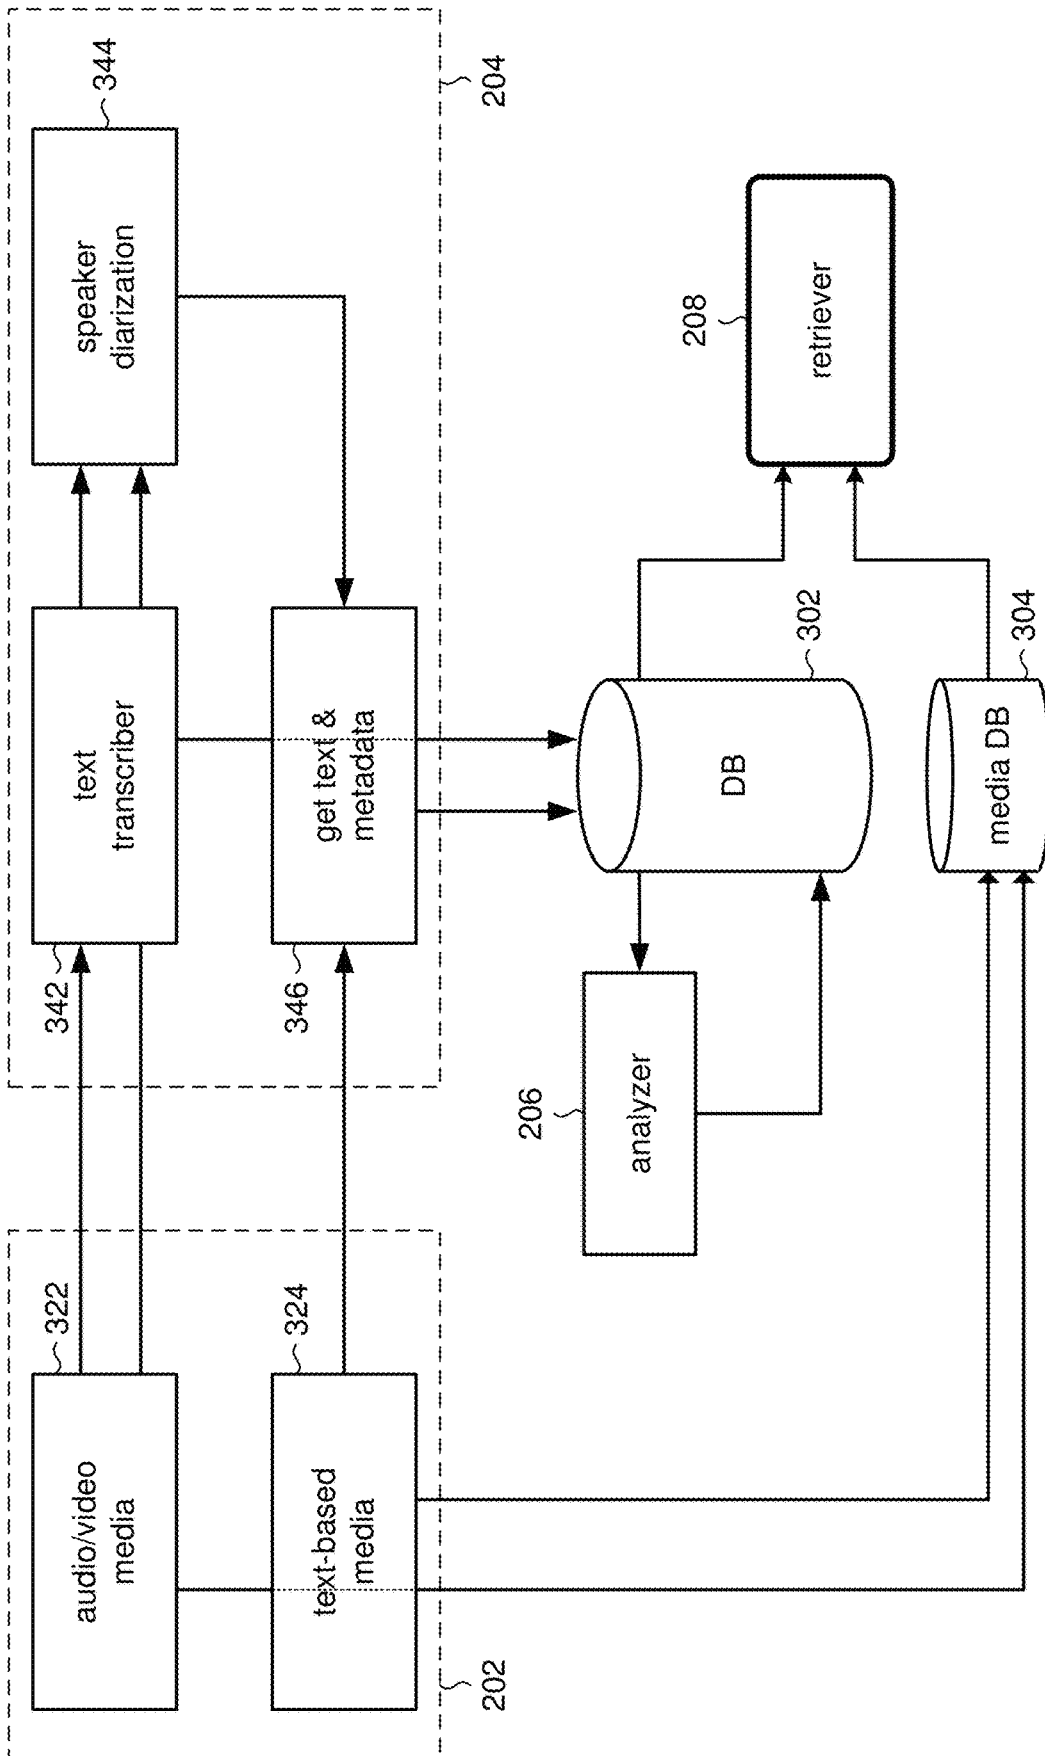 322
audio/video
media
324
text-based
media
202
342
text
transcriber
344
speaker
diarization
346
get text &
metadata
204
206
analyzer
DB
302
208
retriever
media DB
304